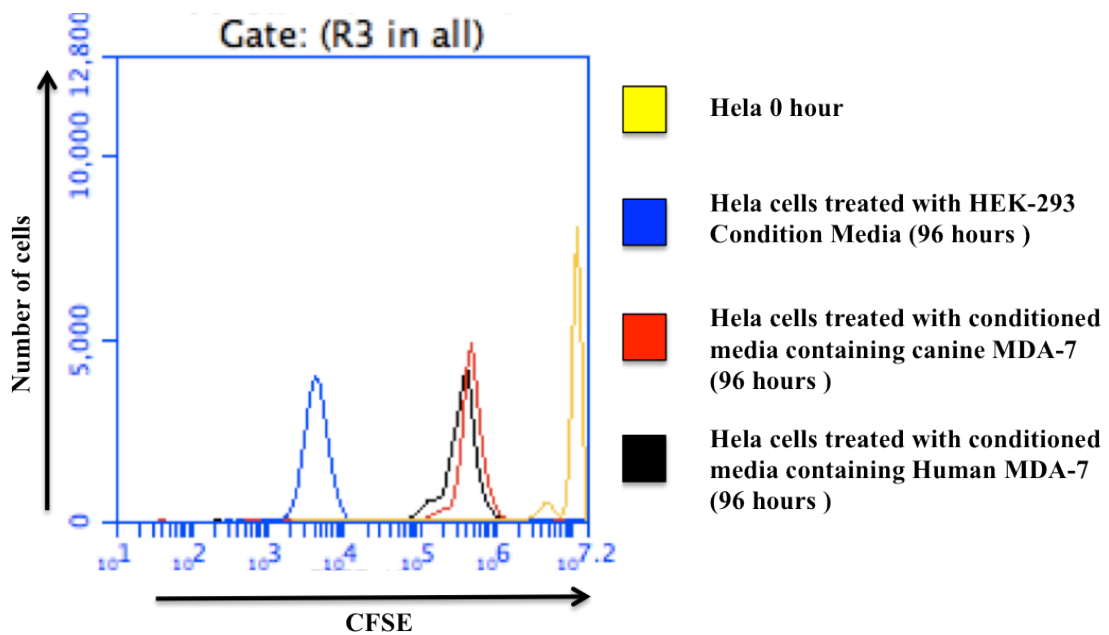 Gate: (R3 in all)
12,800
10,000
5,000
0
Number of cells
10^1 10^2 10^3 10^4 10^5 10^6 10^7.2
CFSE
Hela 0 hour
Hela cells treated with HEK-293
Condition Media (96 hours )
Hela cells treated with conditioned
media containing canine MDA-7
(96 hours )
Hela cells treated with conditioned
media containing Human MDA-7
(96 hours )